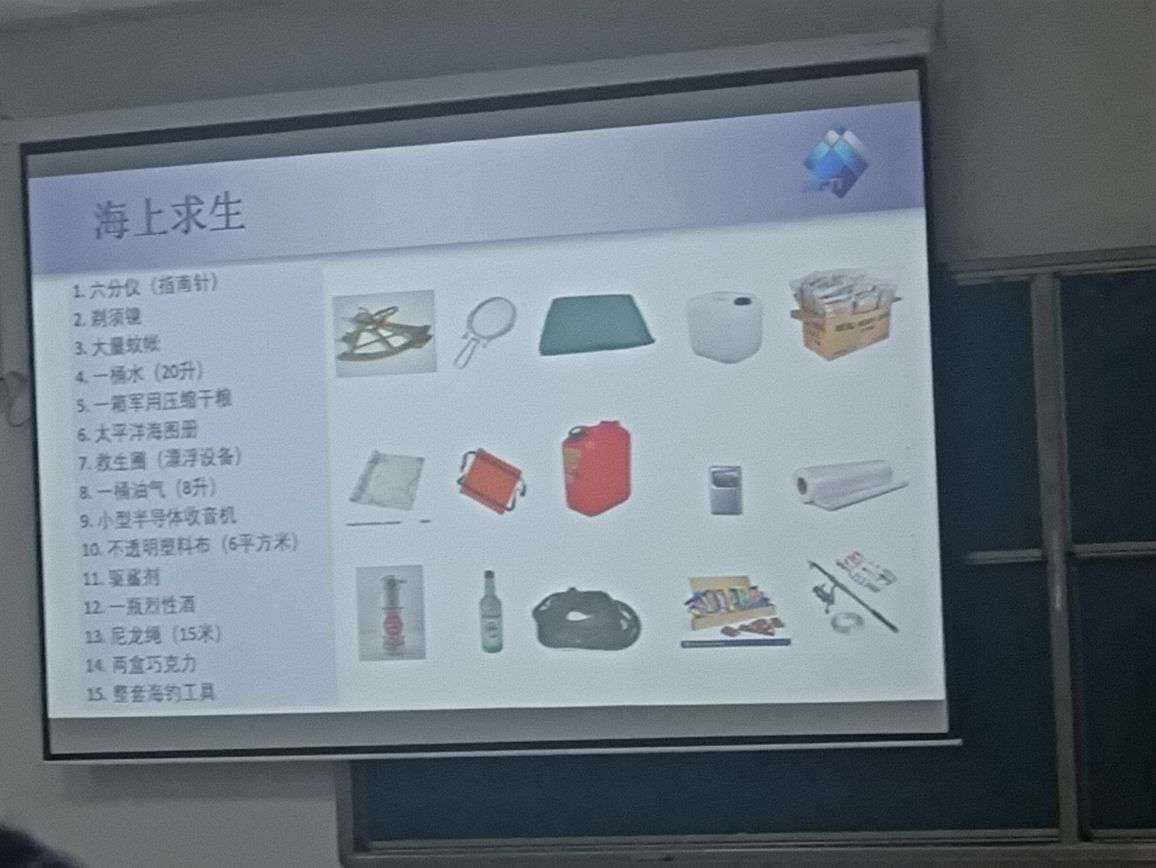 海上求生
1. 六分仪（指南针）
2. 剃须镜
3. 大量蚊帐
4. 一桶水（20升）
5. 一箱军用压缩干粮
6. 太平洋海图册
7. 救生圈（漂浮设备）
8. 一桶油气（8升）
9. 小型半导体收音机
10. 不透明塑料布（6平方米）
11. 驱鲨剂
12. 一瓶烈性酒
13. 尼龙绳（15米）
14. 两盒巧克力
15. 整套海钓工具